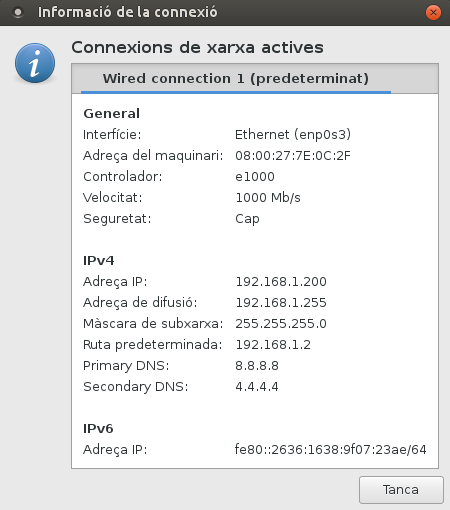 Informació de la connexió
Connexions de xarxa actives
Wired connection 1 (predeterminat)
General
Interfície: Ethernet (enp0s3)
Adreça del maquinari: 08:00:27:7E:0C:2F
Controlador: e1000
Velocitat: 1000 Mb/s
Seguretat: Cap
IPv4
Adreça IP: 192.168.1.200
Adreça de difusió: 192.168.1.255
Màscara de subxarxa: 255.255.255.0
Ruta predeterminada: 192.168.1.2
Primary DNS: 8.8.8.8
Secondary DNS: 4.4.4.4
IPv6
Adreça IP: fe80::2636:1638:9f07:23ae/64
Tanca